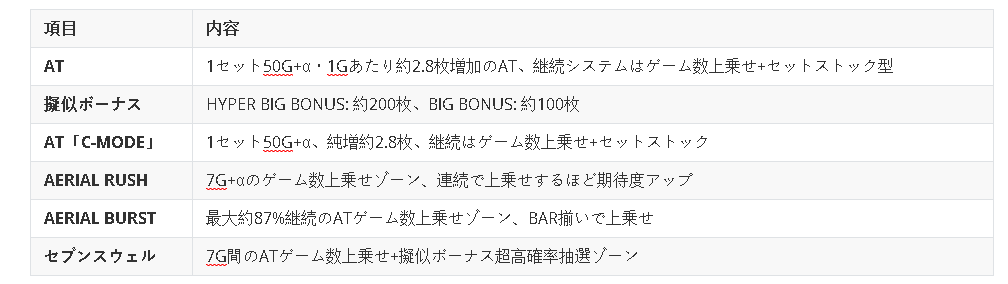 項目 内容
AT 1セット50G+α・1Gあたり約2.8枚増加のAT、継続システムはゲーム数上乗せ+セットストック型
擬似ボーナス HYPER BIG BONUS: 約200枚、BIG BONUS: 約100枚
AT「C-MODE」 1セット50G+α、純増約2.8枚、継続はゲーム数上乗せ+セットストック
AERIAL RUSH 7G+αのゲーム数上乗せゾーン、連続で上乗せするほど期待度アップ
AERIAL BURST 最大約87%継続のATゲーム数上乗せゾーン、BAR揃いで上乗せ
セブンスウェル 7G間のATゲーム数上乗せ+擬似ボーナス超高確率抽選ゾーン